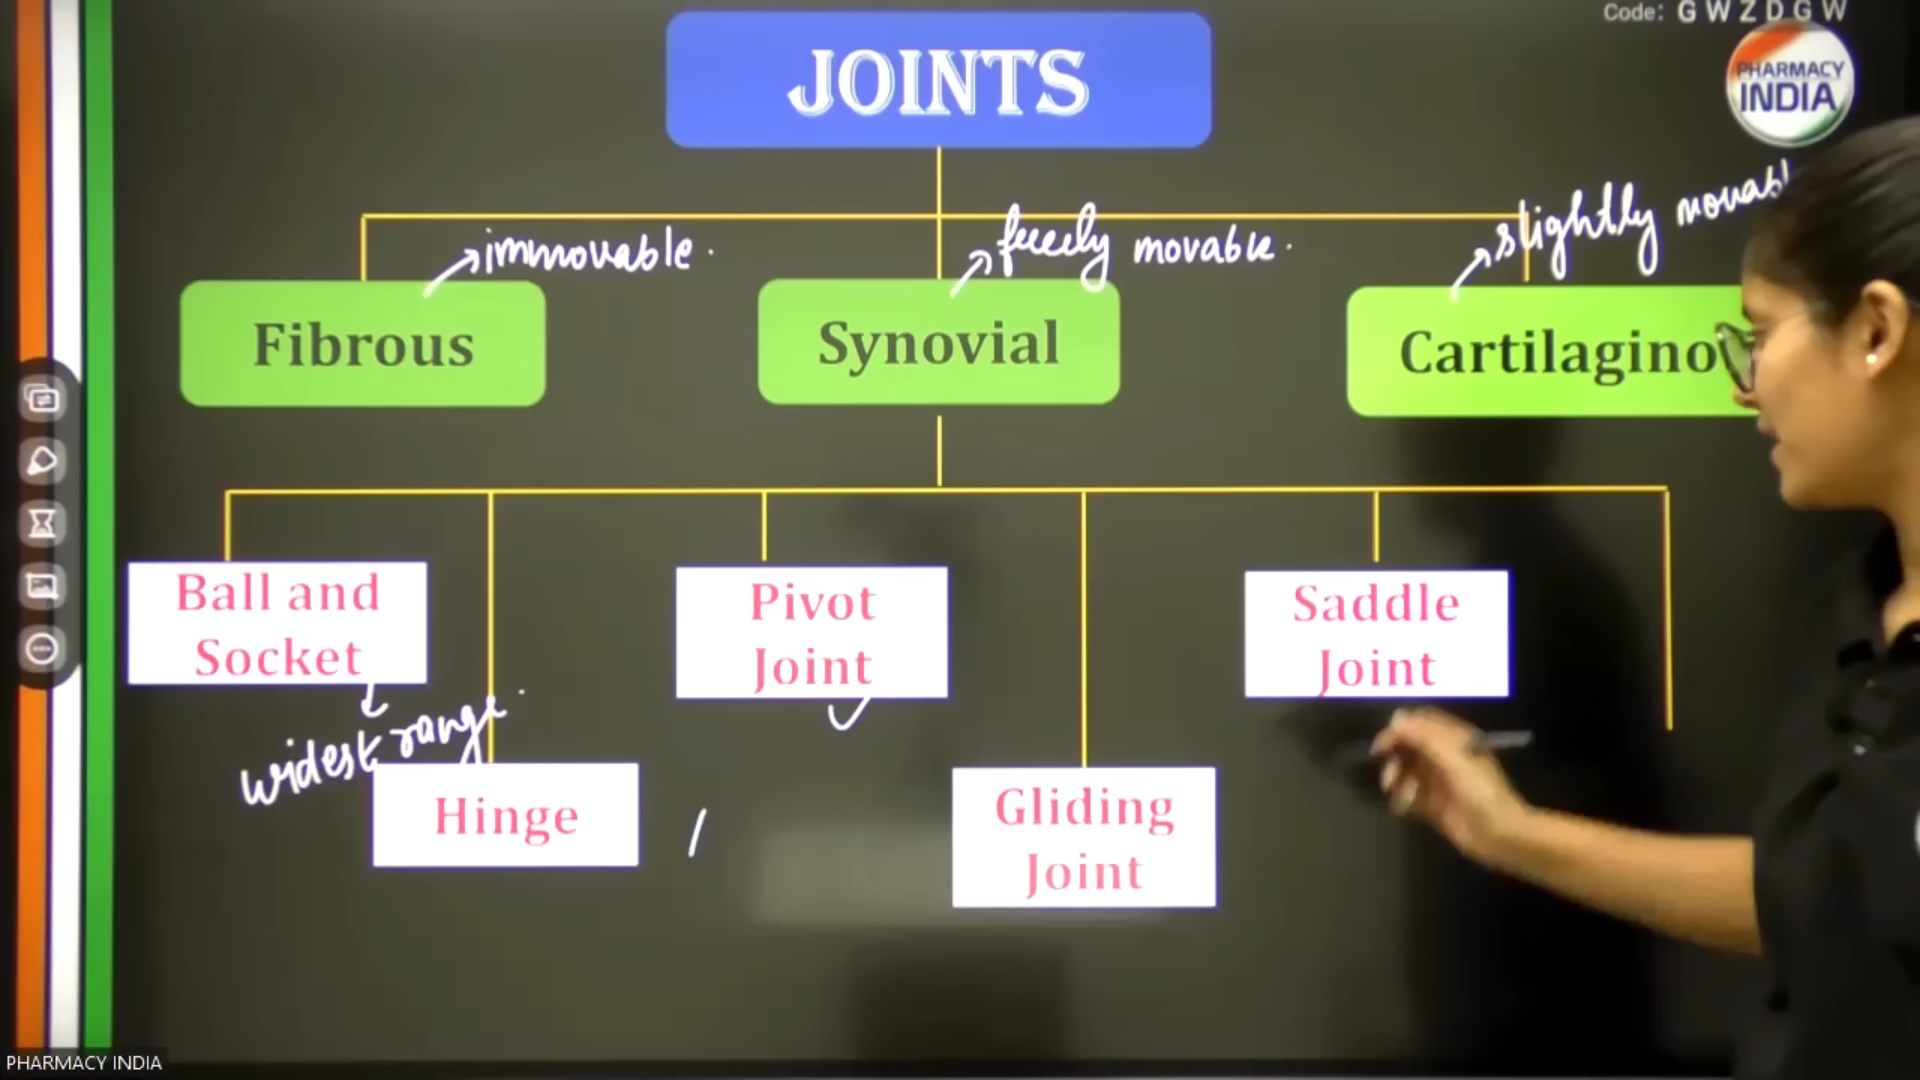 Code: G W Z D G W
JOINTS
PHARMACY
INDIA
immovable.
freely movable.
slightly movabl
Fibrous
Synovial
Cartilagino
Ball and
Socket
Pivot
Joint
Saddle
Joint
widest range.
Hinge
Gliding
Joint
PHARMACY INDIA